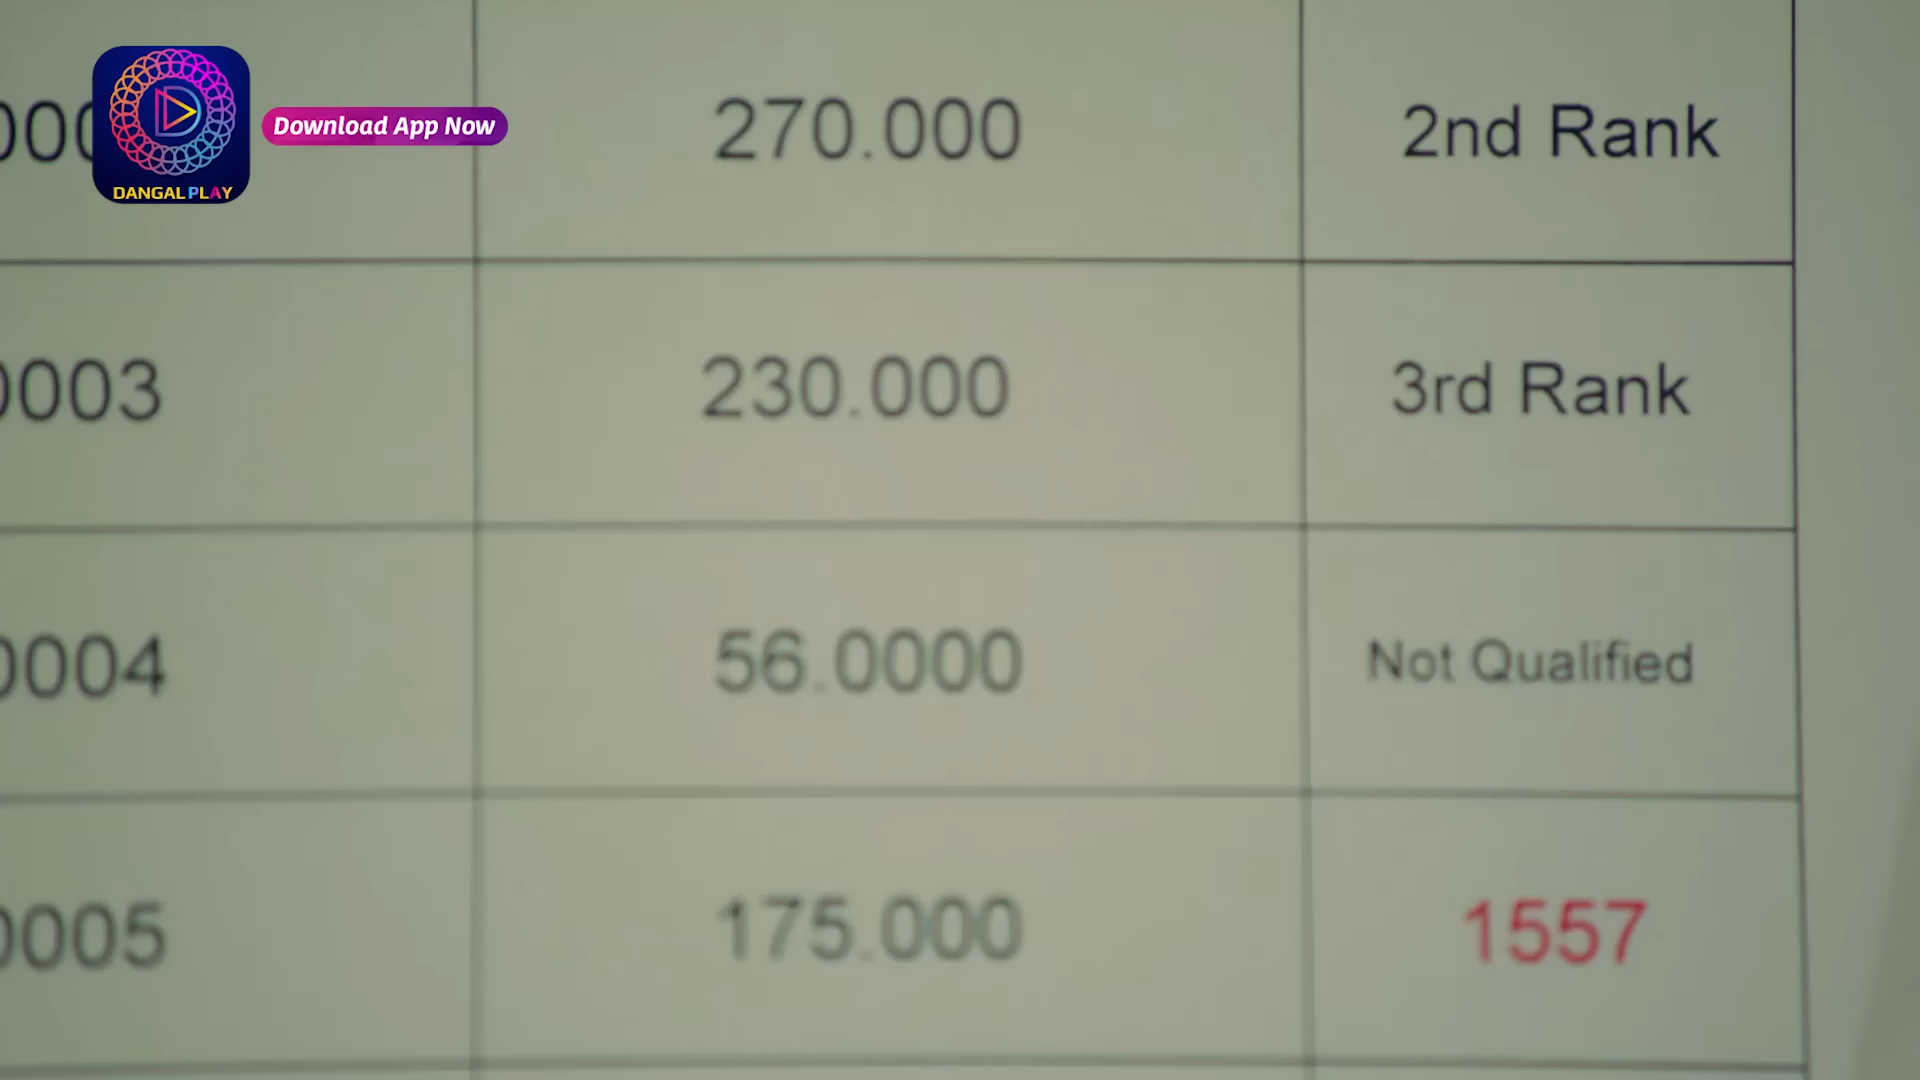 DANGAL PLAY
Download App Now
270.000 2nd Rank
0003 230.000 3rd Rank
0004 56.0000 Not Qualified
0005 175.000 1557